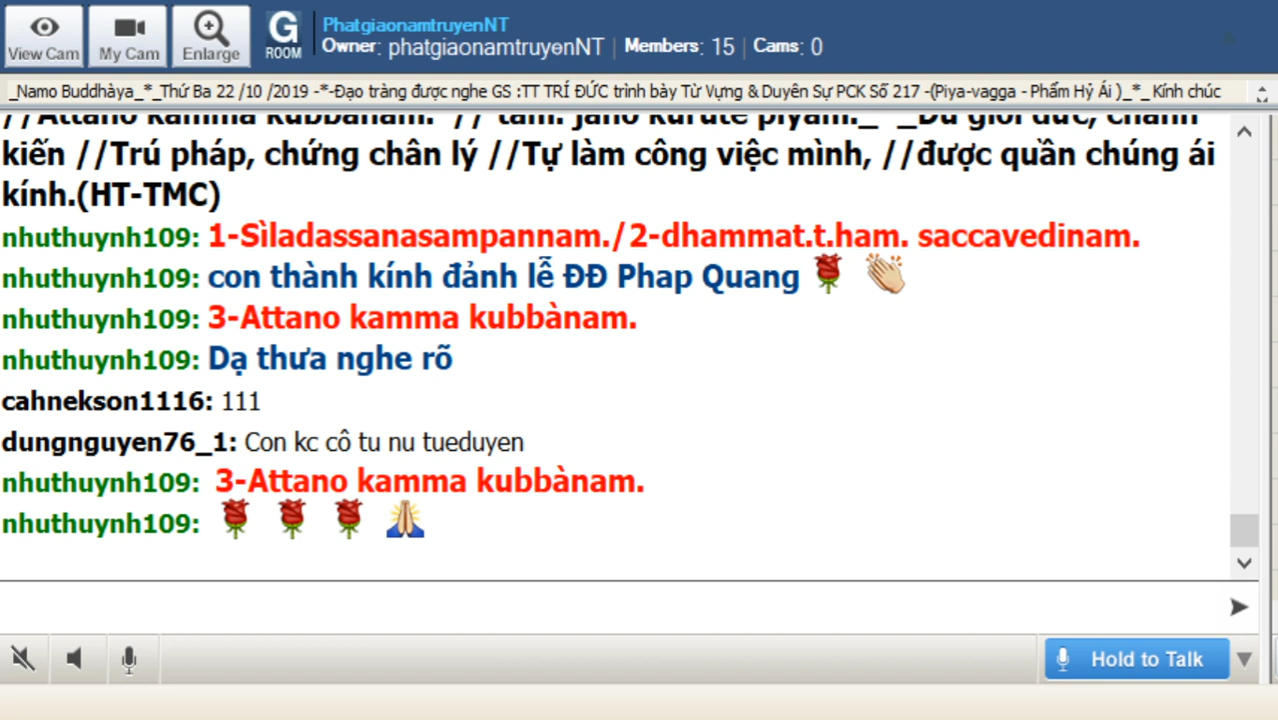 View Cam
My Cam
Enlarge
G
ROOM
PhatgiaonamtruyenNT
Owner: phatgiaonamtruyenNT | Members: 15 | Cams: 0
_Namo Buddhàya_*_Thứ Ba 22 /10 /2019 -*-Đạo tràng được nghe GS :TT TRÍ ĐỨC trình bày Từ Vựng & Duyên Sự PCK Số 217 -(Piya-vagga - Phẩm Hỷ Ái )_*_ Kính chúc
//Attano kamma kubbànam. //
kiến //Trú pháp, chứng chân lý //Tự làm công việc mình, //được quần chúng ái
kính.(HT-TMC)
nhuthuynh109: 1-Sìladassanasampannam./2-dhammat.t.ham. saccavedinam.
nhuthuynh109: con thành kính đảnh lễ ĐĐ Phap Quang 🌹 👏
nhuthuynh109: 3-Attano kamma kubbànam.
nhuthuynh109: Dạ thưa nghe rõ
cahnekson1116: 111
dungnguyen76_1: Con kc cô tu nu tueduyen
nhuthuynh109: 3-Attano kamma kubbànam.
nhuthuynh109: 🌹 🌹 🌹 🙏
Hold to Talk